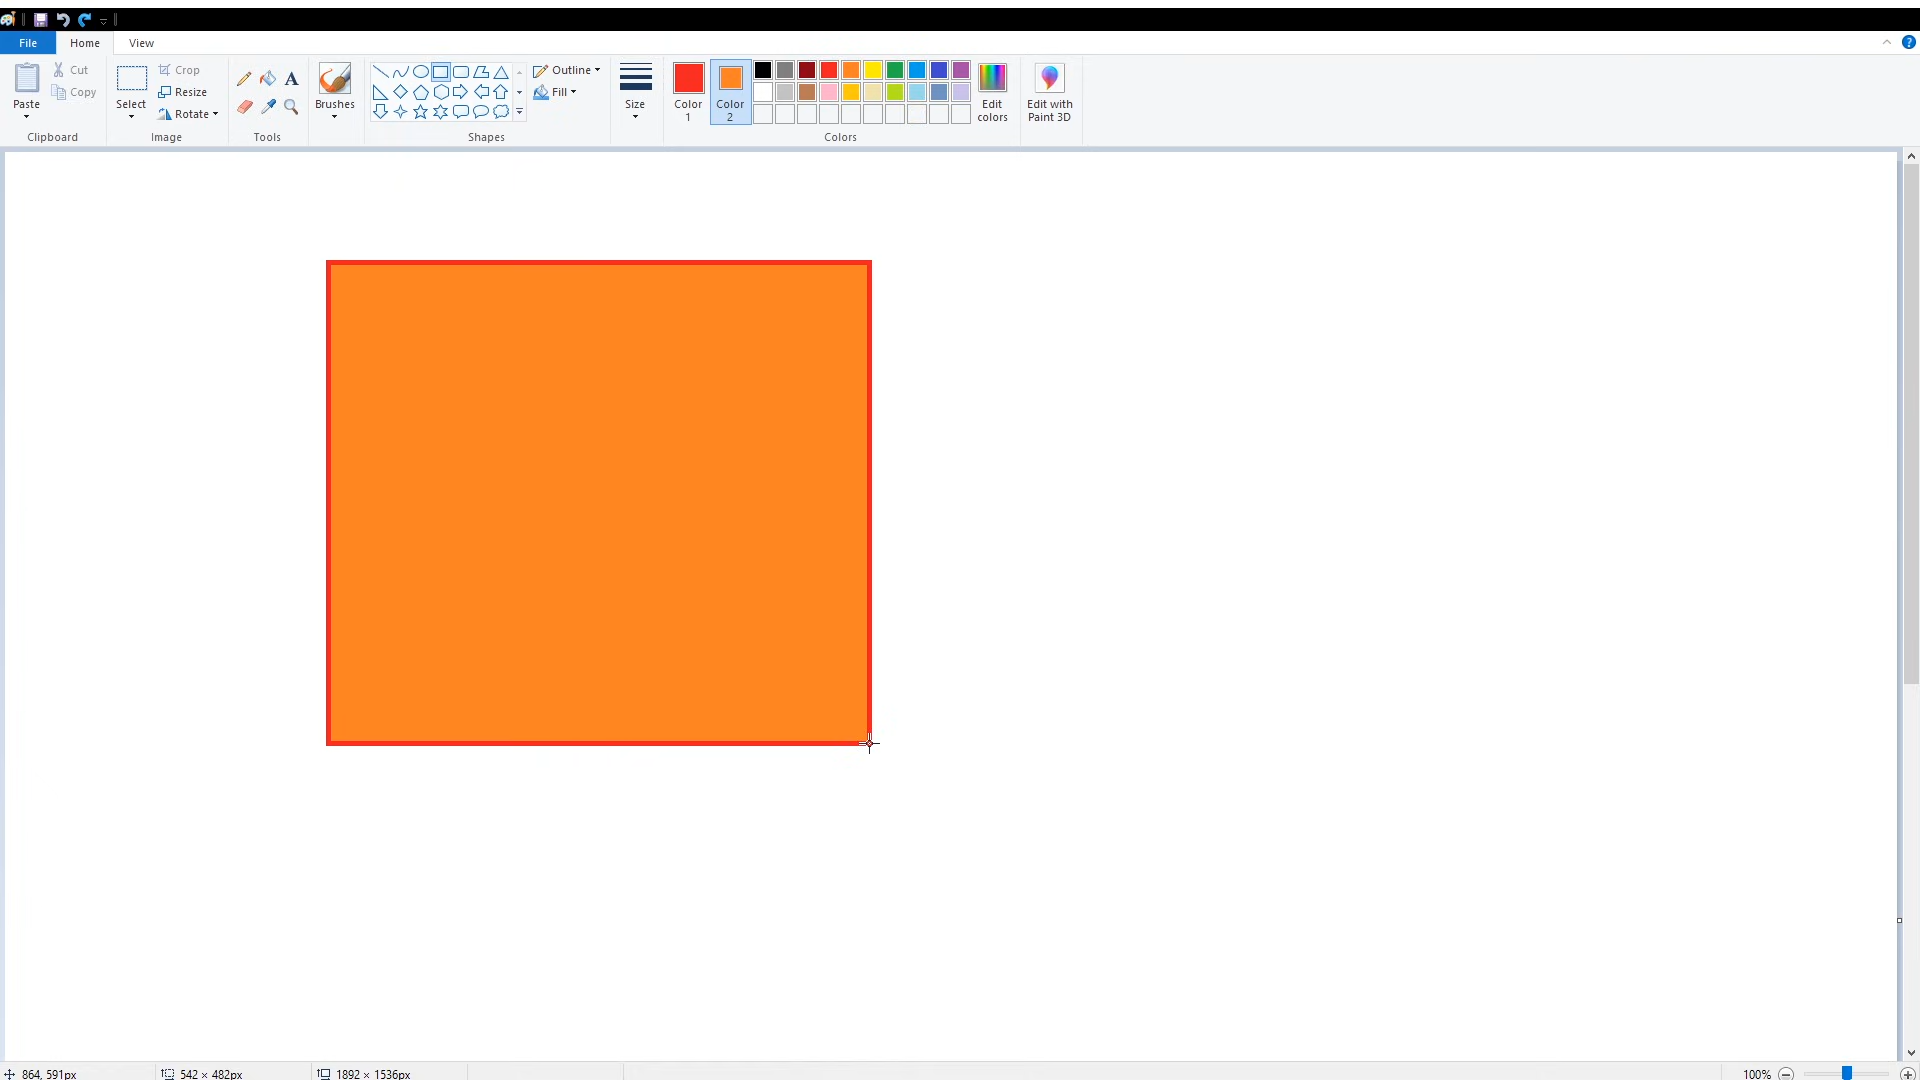 File Home View
Paste
Cut
Copy
Clipboard
Select
Crop
Resize
Rotate
Image
A
Tools
Brushes
Outline
Fill
Shapes
Size
Color
1
Color
2
Edit
colors
Colors
Edit with
Paint 3D
?
864, 591px 542 × 482px 1892 × 1536px 100%